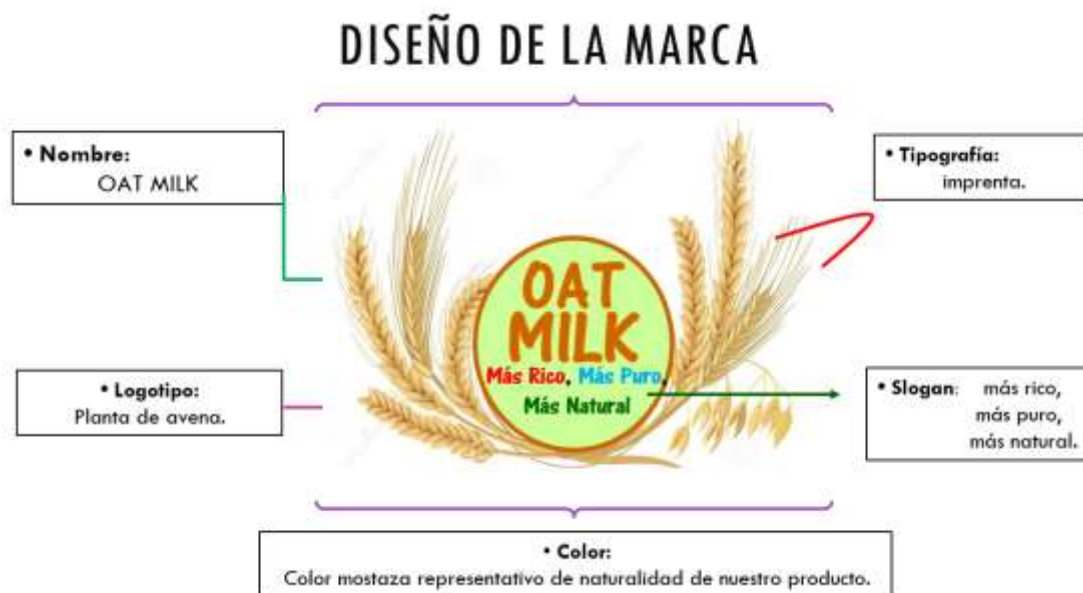 DISEÑO DE LA MARCA
• Nombre:
OAT MILK
• Tipografía:
imprenta.
OAT
MILK
Más Rico, Más Puro,
Más Natural
• Logotipo:
Planta de avena.
• Slogan: más rico,
más puro,
más natural.
• Color:
Color mostaza representativo de naturalidad de nuestro producto.